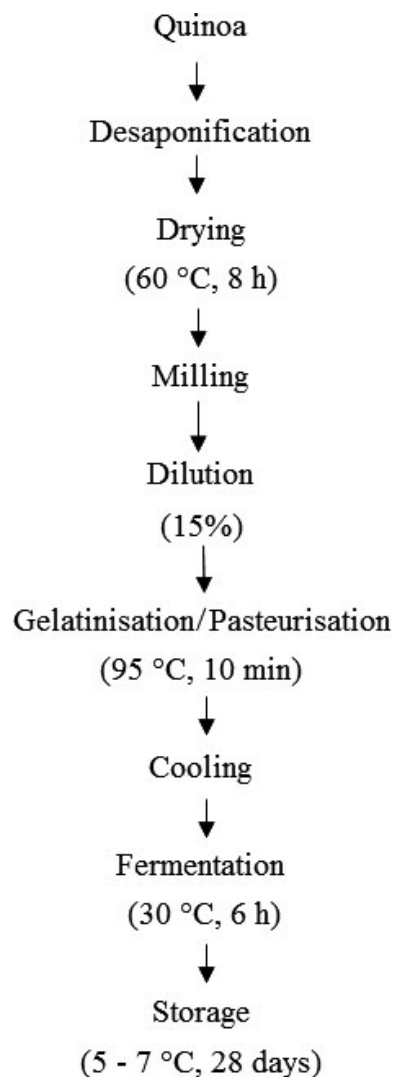 Quinoa
Desaponification
Drying
(60 °C, 8 h)
Milling
Dilution
(15%)
Gelatinisation/Pasteurisation
(95 °C, 10 min)
Cooling
Fermentation
(30 °C, 6 h)
Storage
(5 - 7 °C, 28 days)